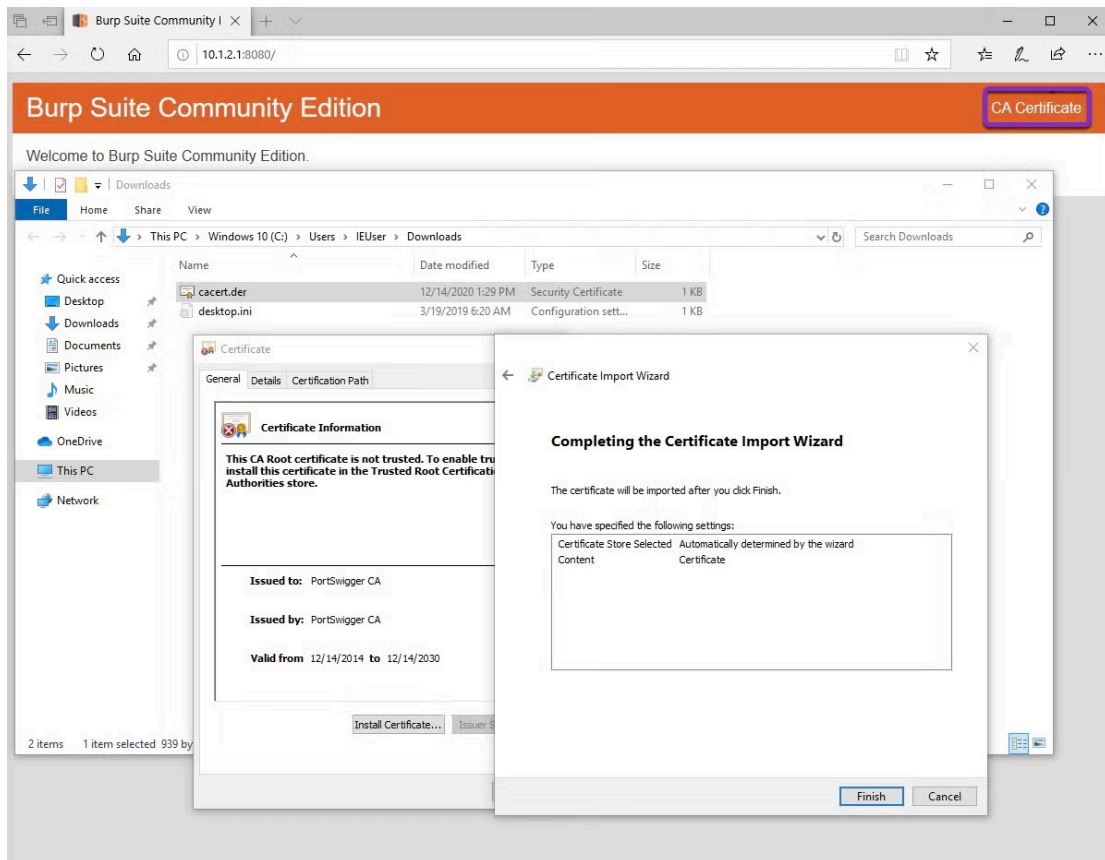 Burp Suite Community I
10.1.2.1:8080/
Burp Suite Community Edition
CA Certificate
Welcome to Burp Suite Community Edition.
Downloads
File Home Share View
This PC > Windows 10 (C:) > Users > IEUser > Downloads
Search Downloads
Name Date modified Type Size
Quick access
Desktop
Downloads
Documents
Pictures
Music
Videos
OneDrive
This PC
Network
cacert.der 12/14/2020 1:29 PM Security Certificate 1 KB
desktop.ini 3/19/2019 6:20 AM Configuration sett... 1 KB
Certificate
General Details Certification Path
Certificate Information
This CA Root certificate is not trusted. To enable tru
install this certificate in the Trusted Root Certificati
Authorities store.
Issued to: PortSwigger CA
Issued by: PortSwigger CA
Valid from 12/14/2014 to 12/14/2030
Install Certificate... Issuer S
Certificate Import Wizard
Completing the Certificate Import Wizard
The certificate will be imported after you click Finish.
You have specified the following settings:
Certificate Store Selected Automatically determined by the wizard
Content Certificate
Finish Cancel
2 items 1 item selected 939 by